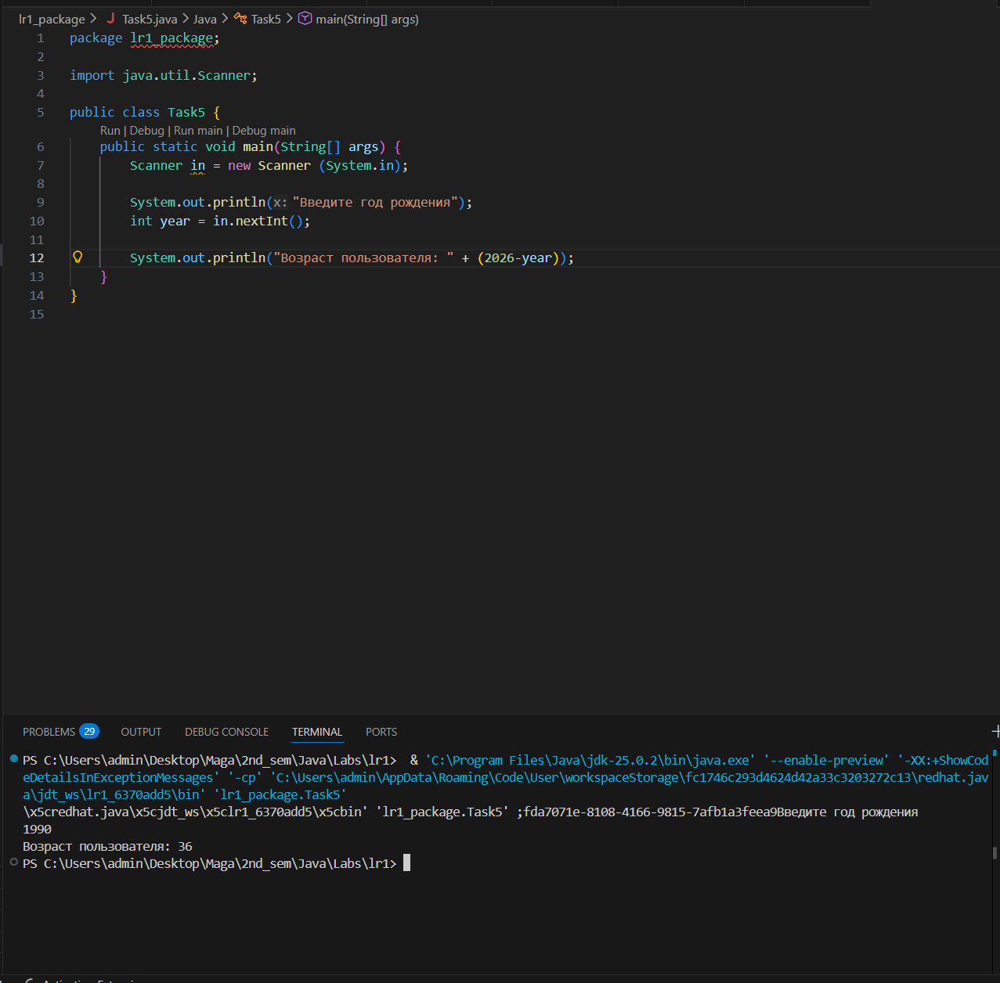 lr1_package > J Task5.java > Java > Task5 > main(String[] args)
1 package lr1_package;
2
3 import java.util.Scanner;
4
5 public class Task5 {
Run | Debug | Run main | Debug main
6 public static void main(String[] args) {
7 Scanner in = new Scanner (System.in);
8
9 System.out.println(x: "Введите год рождения");
10 int year = in.nextInt();
11
12 System.out.println("Возраст пользователя: " + (2026-year));
13 }
14 }
15
PROBLEMS 29 OUTPUT DEBUG CONSOLE TERMINAL PORTS
PS C:\Users\admin\Desktop\Maga\2nd_sem\Java\Labs\lr1> & 'C:\Program Files\Java\jdk-25.0.2\bin\java.exe' '--enable-preview' '-XX:+ShowCod
eDetailsInExceptionMessages' '-cp' 'C:\Users\admin\AppData\Roaming\Code\User\workspaceStorage\fc1746c293d4624d42a33c3203272c13\redhat.jav
a\jdt_ws\lr1_6370add5\bin' 'lr1_package.Task5'
\x5credhat.java\x5cjdt_ws\x5clr1_6370add5\x5cbin' 'lr1_package.Task5' ;fda7071e-8108-4166-9815-7afb1a3feea9Введите год рождения
1990
Возраст пользователя: 36
PS C:\Users\admin\Desktop\Maga\2nd_sem\Java\Labs\lr1>